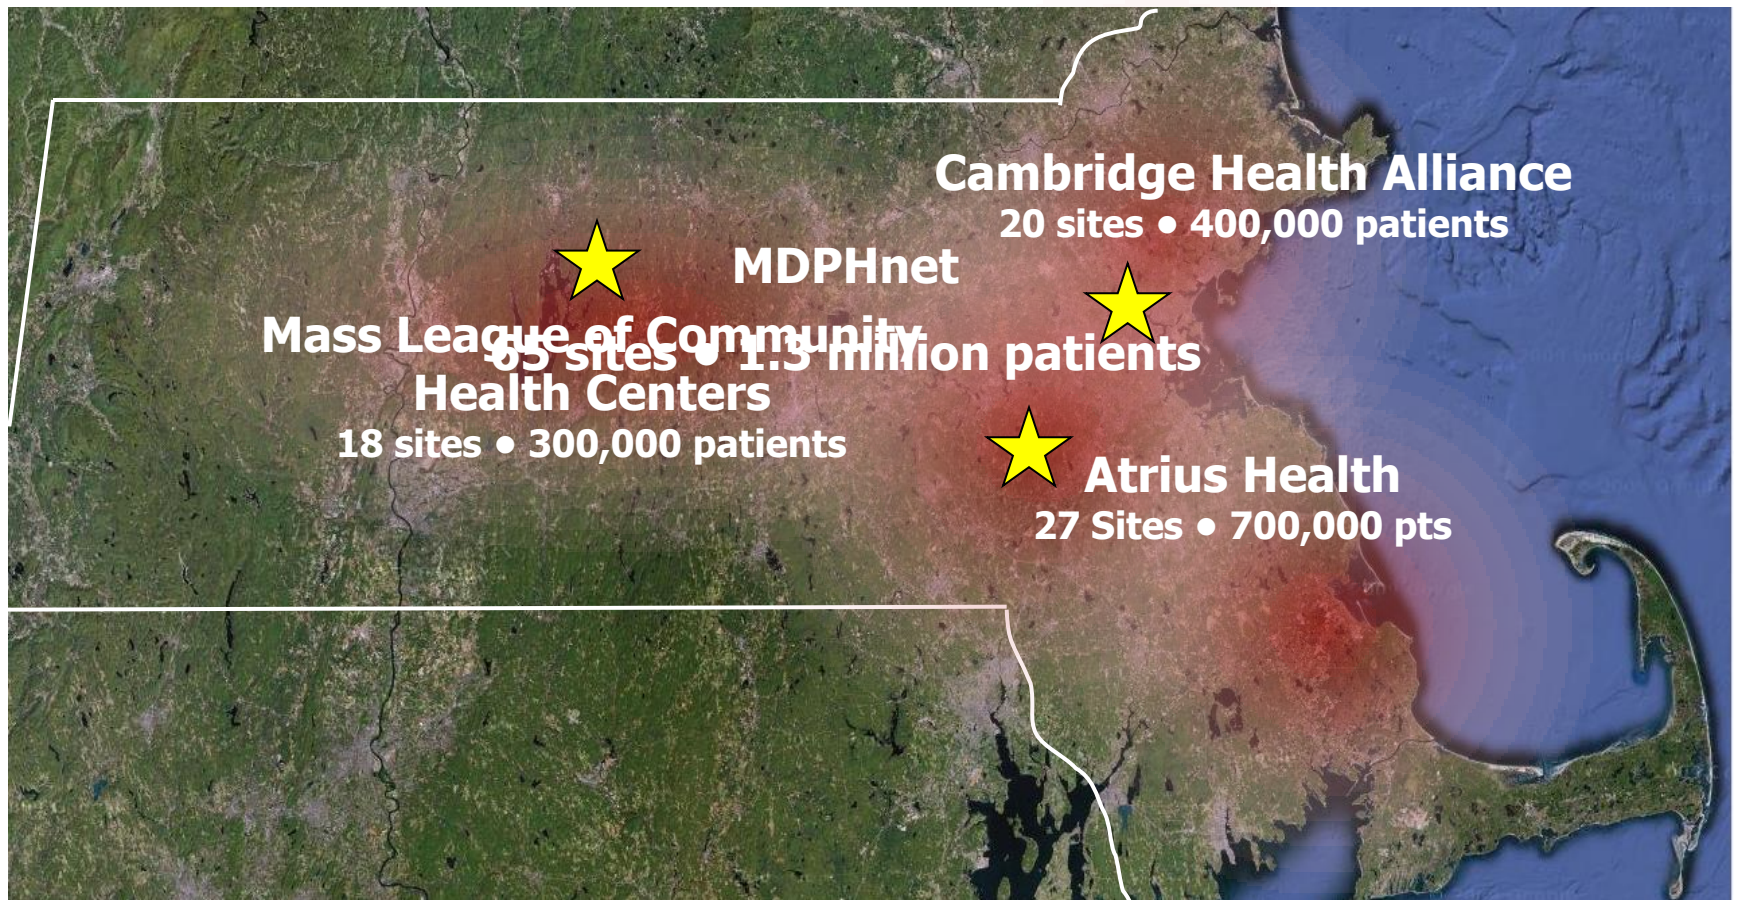 Cambridge Health Alliance
20 sites • 400,000 patients
MDPHnet
65 sites • 1.3 million patients
Mass League of Community
Health Centers
18 sites • 300,000 patients
Atrius Health
27 Sites • 700,000 pts